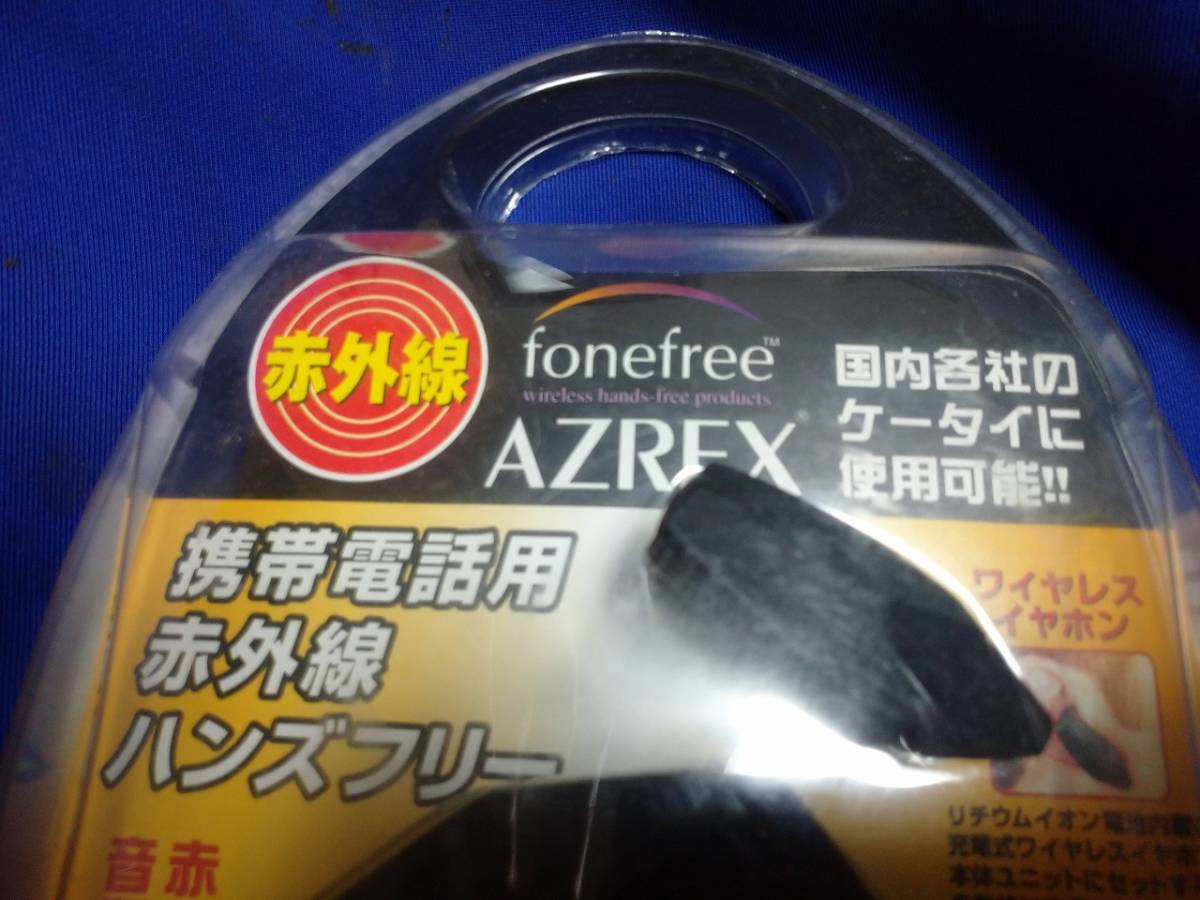 赤外線
fonefree™
wireless hands-free products
AZREX®
国内各社の
ケータイに
使用可能!!
携帯電話用
赤外線
ハンズフリー
ワイヤレス
イヤホン
リチウムイオン電池内蔵
充電式ワイヤレスイヤホ
本体ユニットにセットす
音赤